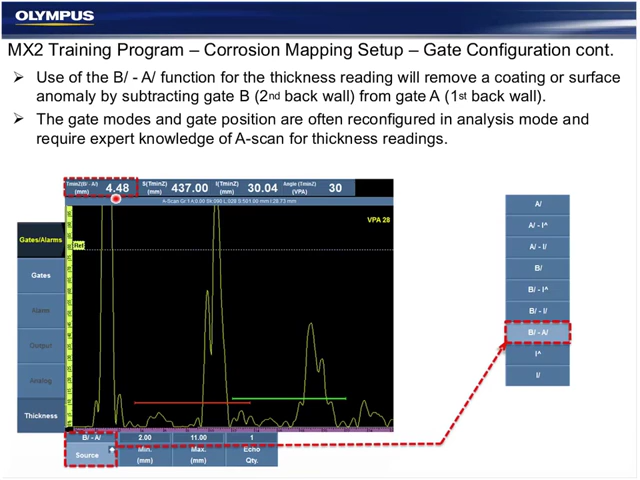 OLYMPUS
MX2 Training Program – Corrosion Mapping Setup – Gate Configuration cont.
Use of the B/ - A/ function for the thickness reading will remove a coating or surface
anomaly by subtracting gate B (2nd back wall) from gate A (1st back wall).
The gate modes and gate position are often reconfigured in analysis mode and
require expert knowledge of A-scan for thickness readings.
TminZ(B/ - A/) (mm) 4.48 S(TminZ) (mm) 437.00 I(TminZ) (mm) 30.04 Angle (TminZ) (VPA) 30
VPA 28
Gates/Alarms
Ref
Gates
Alarm
Output
Analog
Thickness
A/
A/ - I^
A/ - I/
B/
B/ - I^
B/ - I/
B/ - A/
I^
I/
B/ - A/ 2.00 11.00 1
Source Min. (mm) Max. (mm) Echo Qty.